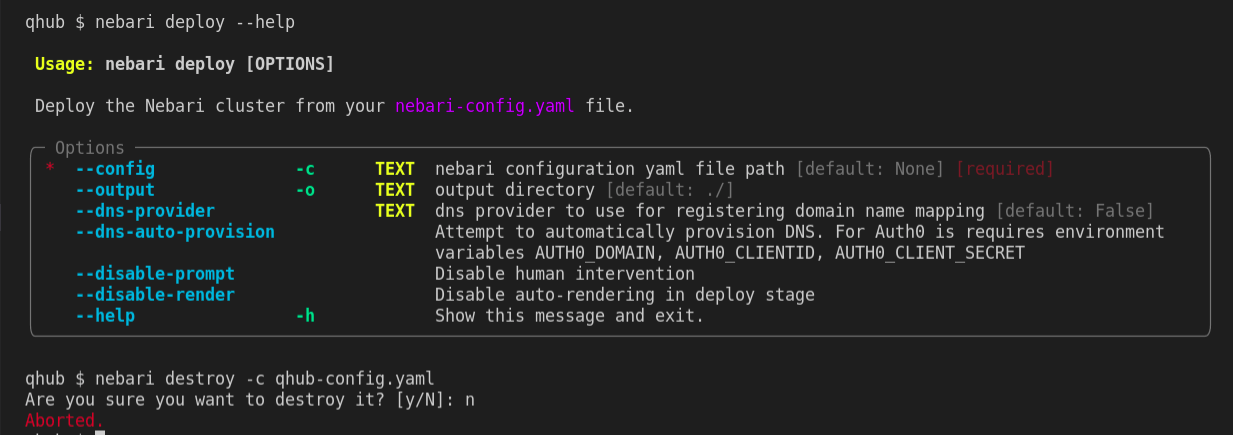 qhub $ nebari deploy --help
Usage: nebari deploy [OPTIONS]
Deploy the Nebari cluster from your nebari-config.yaml file.
Options
* --config -c TEXT nebari configuration yaml file path [default: None] [required]
--output -o TEXT output directory [default: ./]
--dns-provider TEXT dns provider to use for registering domain name mapping [default: False]
--dns-auto-provision Attempt to automatically provision DNS. For Auth0 is requires environment
variables AUTH0_DOMAIN, AUTH0_CLIENTID, AUTH0_CLIENT_SECRET
--disable-prompt Disable human intervention
--disable-render Disable auto-rendering in deploy stage
--help -h Show this message and exit.
qhub $ nebari destroy -c qhub-config.yaml
Are you sure you want to destroy it? [y/N]: n
Aborted.